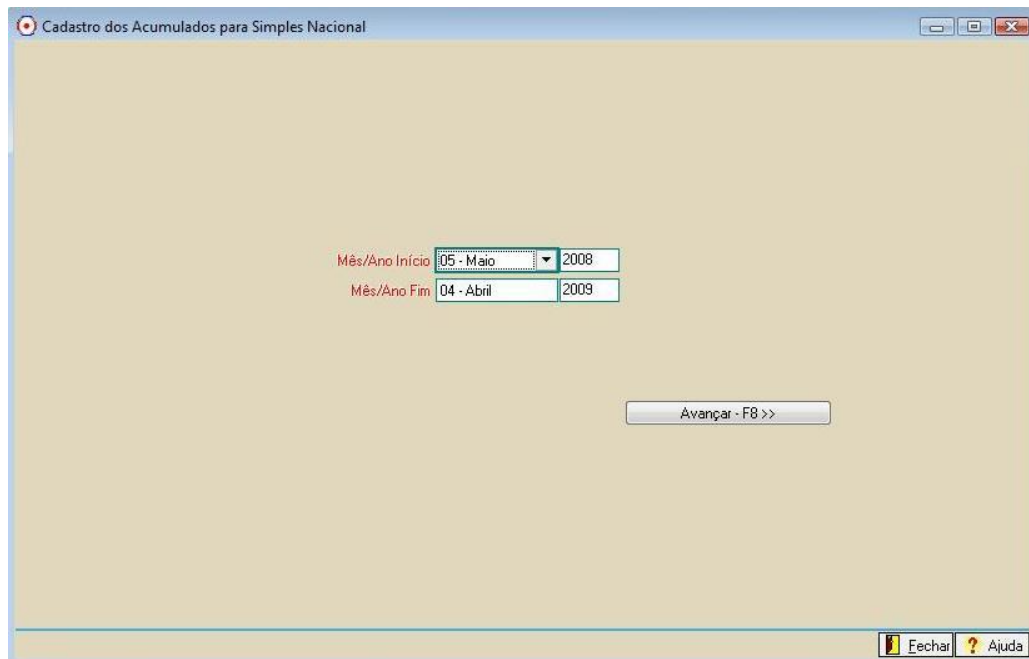 Cadastro dos Acumulados para Simples Nacional
Mês/Ano Início 05 - Maio 2008
Mês/Ano Fim 04 - Abril 2009
Avançar - F8 >>
Fechar ? Ajuda